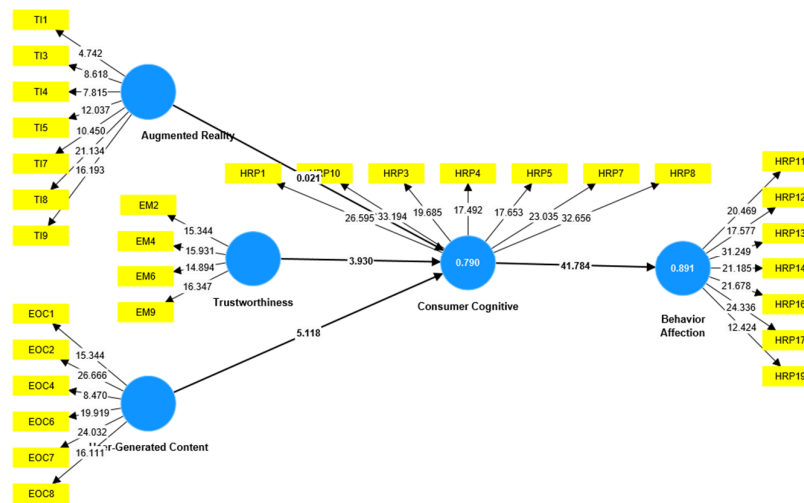 TI1
TI3
TI4
TI5
TI7
TI8
TI9
4.742
8.618
7.815
12.037
10.450
21.134
16.193
Augmented Reality
0.021
HRP1
HRP10
HRP3
HRP4
HRP5
HRP7
HRP8
26.595
33.194
19.685
17.492
17.653
23.035
32.656
EM2
EM4
EM6
EM9
15.344
15.931
14.894
16.347
Trustworthiness
3.930
0.790
Consumer Cognitive
41.784
0.891
Behavior
Affection
HRP11
HRP12
HRP13
HRP14
HRP16
HRP17
HRP19
20.469
17.577
31.249
21.185
21.678
24.336
12.424
EOC1
EOC2
EOC4
EOC6
EOC7
EOC8
15.344
26.666
8.470
19.919
24.032
16.111
User-Generated Content
5.118